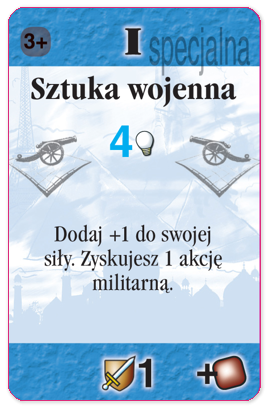 3+
I
specjalna
Sztuka wojenna
4
Dodaj +1 do swojej
siły. Zyskujesz 1 akcję
militarną.
1 +